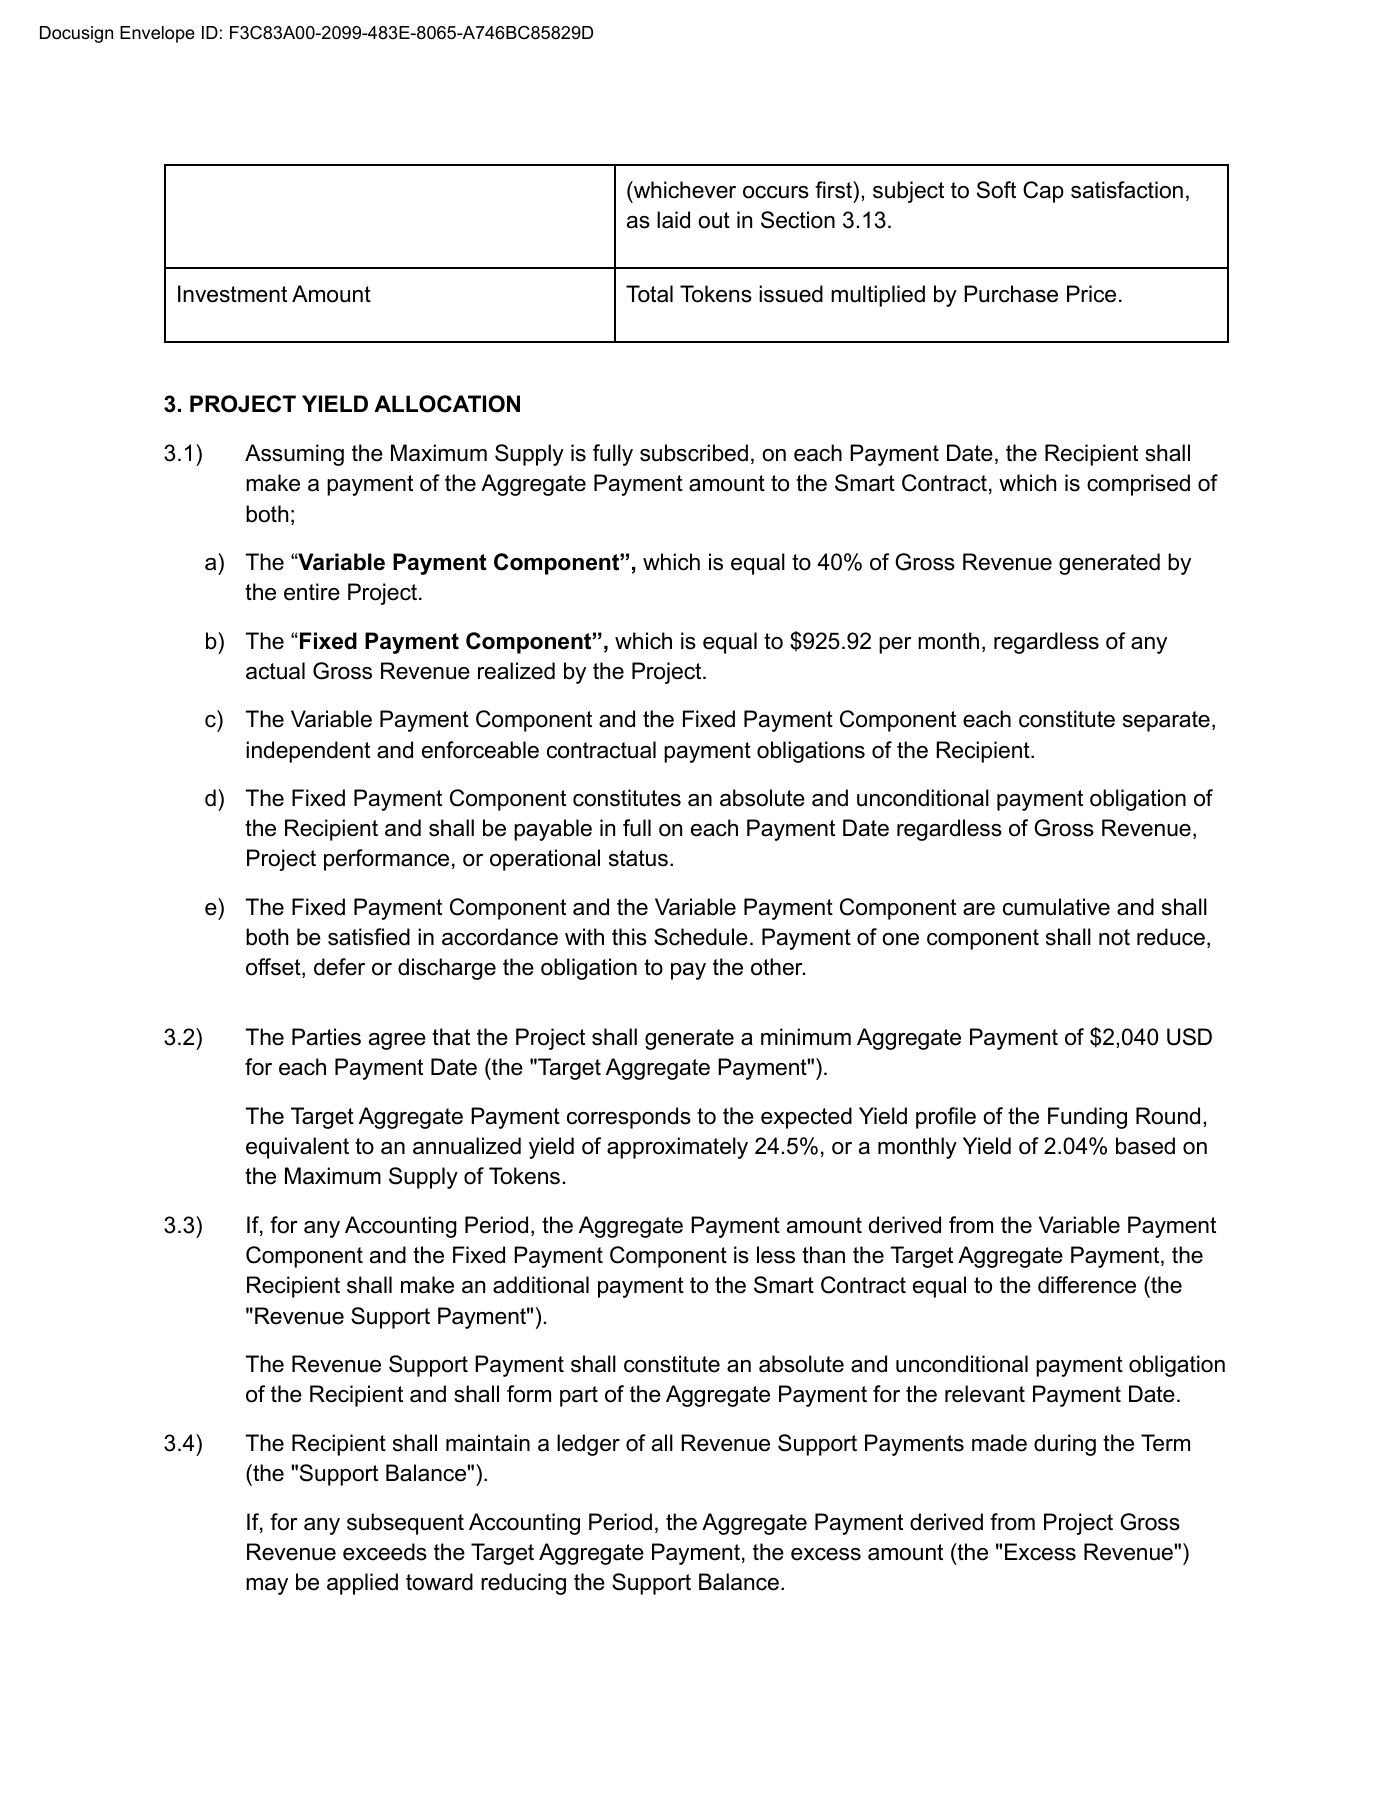 Docusign Envelope ID: F3C83A00-2099-483E-8065-A746BC85829D
(whichever occurs first), subject to Soft Cap satisfaction,
as laid out in Section 3.13.
Investment Amount
Total Tokens issued multiplied by Purchase Price.
3. PROJECT YIELD ALLOCATION
3.1) Assuming the Maximum Supply is fully subscribed, on each Payment Date, the Recipient shall
make a payment of the Aggregate Payment amount to the Smart Contract, which is comprised of
both;
a) The “Variable Payment Component”, which is equal to 40% of Gross Revenue generated by
the entire Project.
b) The “Fixed Payment Component”, which is equal to $925.92 per month, regardless of any
actual Gross Revenue realized by the Project.
c) The Variable Payment Component and the Fixed Payment Component each constitute separate,
independent and enforceable contractual payment obligations of the Recipient.
d) The Fixed Payment Component constitutes an absolute and unconditional payment obligation of
the Recipient and shall be payable in full on each Payment Date regardless of Gross Revenue,
Project performance, or operational status.
e) The Fixed Payment Component and the Variable Payment Component are cumulative and shall
both be satisfied in accordance with this Schedule. Payment of one component shall not reduce,
offset, defer or discharge the obligation to pay the other.
3.2) The Parties agree that the Project shall generate a minimum Aggregate Payment of $2,040 USD
for each Payment Date (the "Target Aggregate Payment").
The Target Aggregate Payment corresponds to the expected Yield profile of the Funding Round,
equivalent to an annualized yield of approximately 24.5%, or a monthly Yield of 2.04% based on
the Maximum Supply of Tokens.
3.3) If, for any Accounting Period, the Aggregate Payment amount derived from the Variable Payment
Component and the Fixed Payment Component is less than the Target Aggregate Payment, the
Recipient shall make an additional payment to the Smart Contract equal to the difference (the
"Revenue Support Payment").
The Revenue Support Payment shall constitute an absolute and unconditional payment obligation
of the Recipient and shall form part of the Aggregate Payment for the relevant Payment Date.
3.4) The Recipient shall maintain a ledger of all Revenue Support Payments made during the Term
(the "Support Balance").
If, for any subsequent Accounting Period, the Aggregate Payment derived from Project Gross
Revenue exceeds the Target Aggregate Payment, the excess amount (the "Excess Revenue")
may be applied toward reducing the Support Balance.